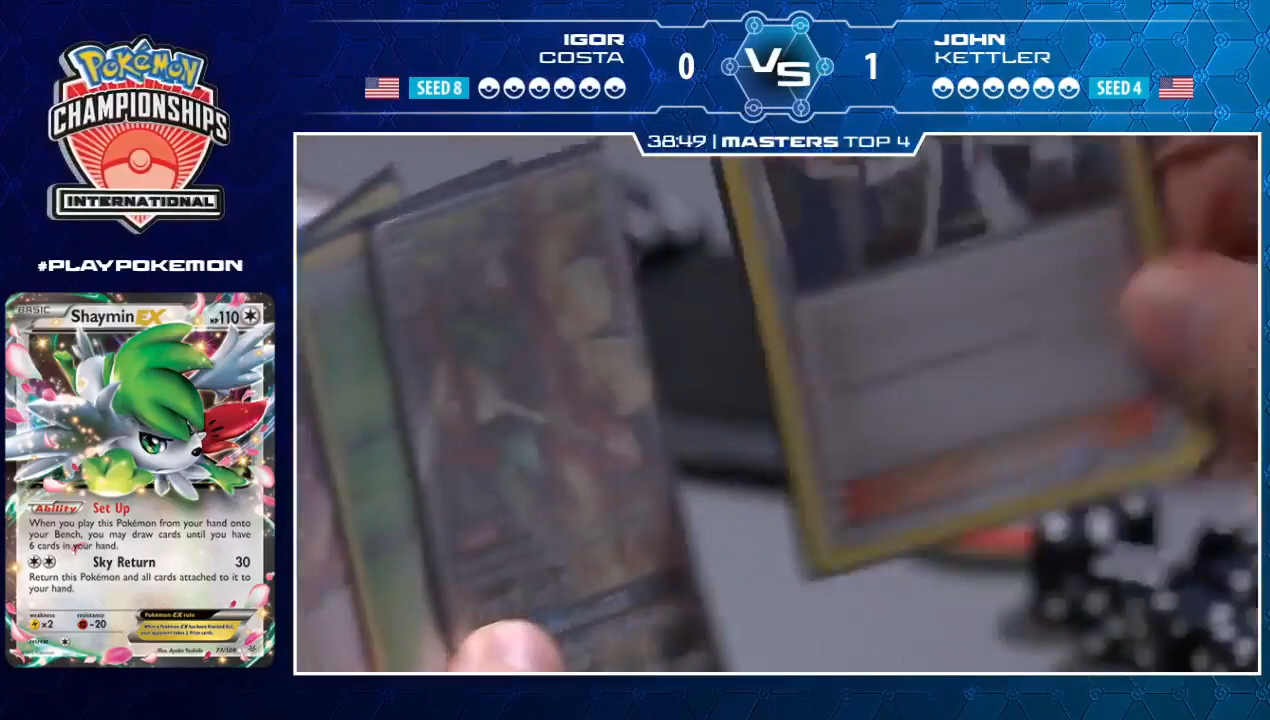 Pokémon
CHAMPIONSHIPS
INTERNATIONAL
#PLAYPOKEMON
IGOR
COSTA
SEED 8
0
VS
1
JOHN
KETTLER
SEED 4
38:49 | MASTERS TOP 4
BASIC
Shaymin EX
HP110
Ability Set Up
When you play this Pokémon from your hand onto
your Bench, you may draw cards until you have
6 cards in your hand.
Sky Return 30
Return this Pokémon and all cards attached to it to
your hand.
weakness
×2
resistance
-20
Pokémon-EX rule
77/108